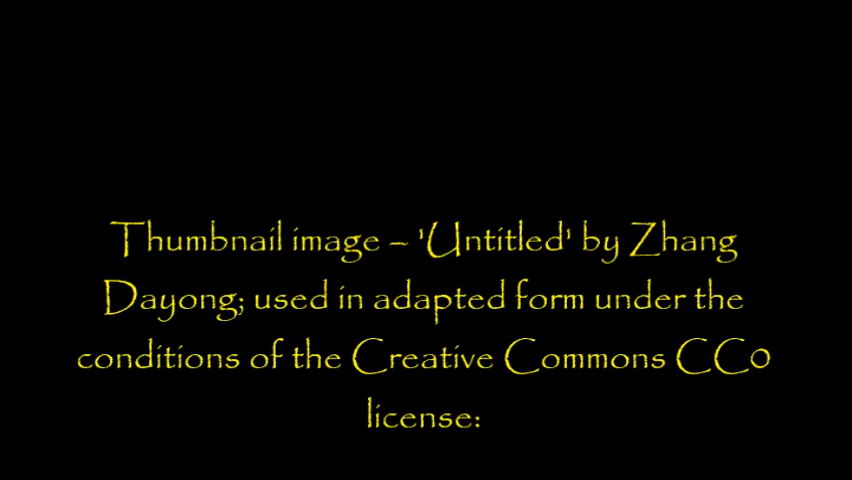 Thumbnail image – 'Untitled' by Zhang
Dayong; used in adapted form under the
conditions of the Creative Commons CC0
license: